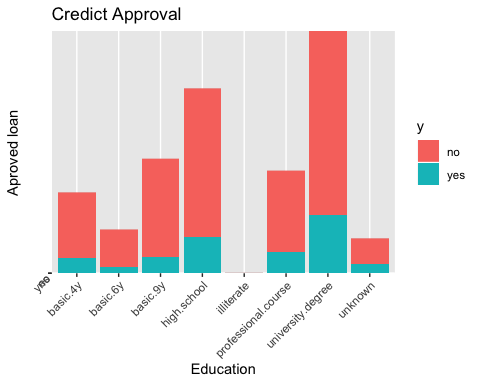 Credict Approval
Aproved loan
y
no
yes
basic.4y
basic.6y
basic.9y
high.school
illiterate
professional.course
university.degree
unknown
Education